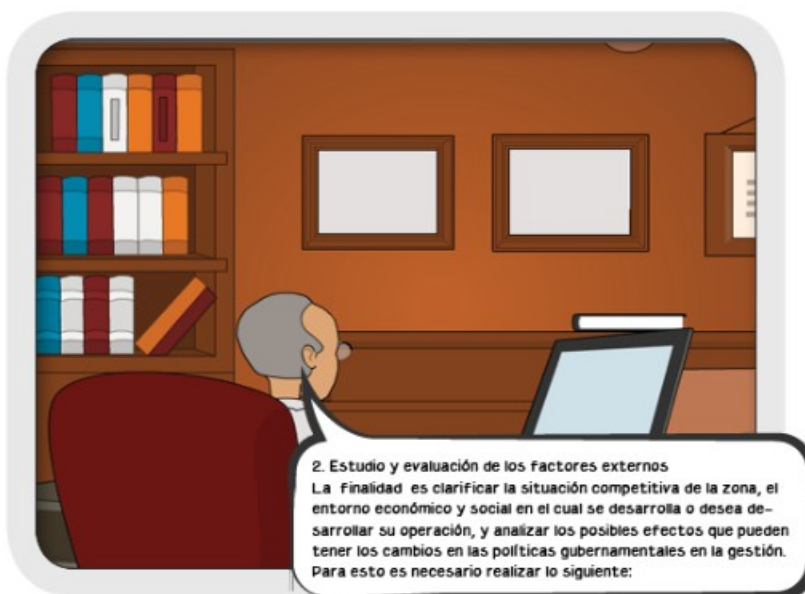 2. Estudio y evaluación de los factores externos
La finalidad es clarificar la situación competitiva de la zona, el
entorno económico y social en el cual se desarrolla o desea de-
sarrollar su operación, y analizar los posibles efectos que pueden
tener los cambios en las políticas gubernamentales en la gestión.
Para esto es necesario realizar lo siguiente: